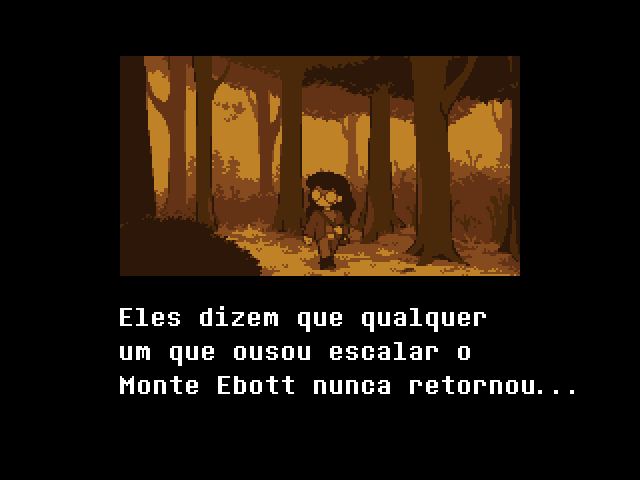 Eles dizem que qualquer
um que ousou escalar o
Monte Ebott nunca retornou...